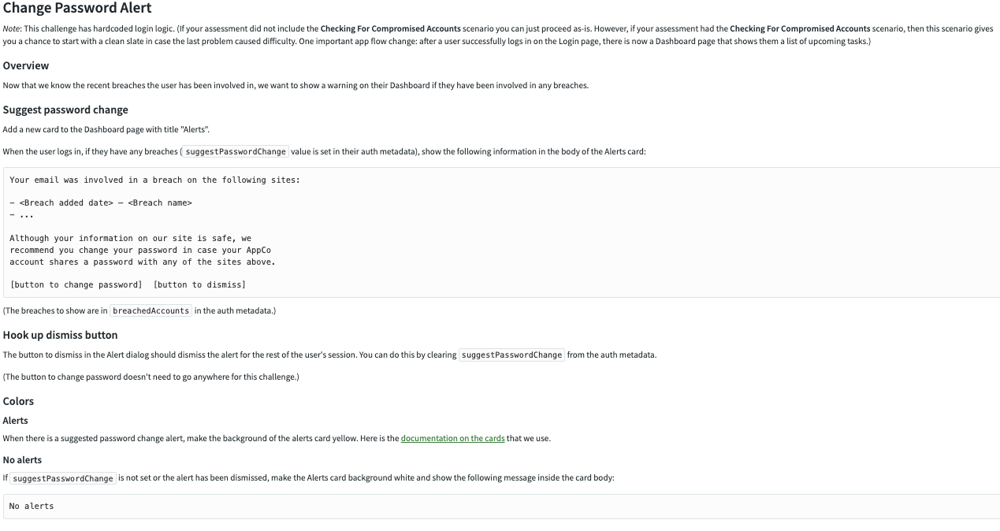 Change Password Alert
Note: This challenge has hardcoded login logic. (If your assessment did not include the Checking For Compromised Accounts scenario you can just proceed as-is. However, if your assessment had the Checking For Compromised Accounts scenario, then this scenario gives
you a chance to start with a clean slate in case the last problem caused difficulty. One important app flow change: after a user successfully logs in on the Login page, there is now a Dashboard page that shows them a list of upcoming tasks.)
Overview
Now that we know the recent breaches the user has been involved in, we want to show a warning on their Dashboard if they have been involved in any breaches.
Suggest password change
Add a new card to the Dashboard page with title "Alerts".
When the user logs in, if they have any breaches (suggestPasswordChange value is set in their auth metadata), show the following information in the body of the Alerts card:
Your email was involved in a breach on the following sites:
– <Breach added date> – <Breach name>
– ...
Although your information on our site is safe, we
recommend you change your password in case your AppCo
account shares a password with any of the sites above.
[button to change password]  [button to dismiss]
(The breaches to show are in breachedAccounts in the auth metadata.)
Hook up dismiss button
The button to dismiss in the Alert dialog should dismiss the alert for the rest of the user's session. You can do this by clearing suggestPasswordChange from the auth metadata.
(The button to change password doesn't need to go anywhere for this challenge.)
Colors
Alerts
When there is a suggested password change alert, make the background of the alerts card yellow. Here is the documentation on the cards that we use.
No alerts
If suggestPasswordChange is not set or the alert has been dismissed, make the Alerts card background white and show the following message inside the card body:
No alerts